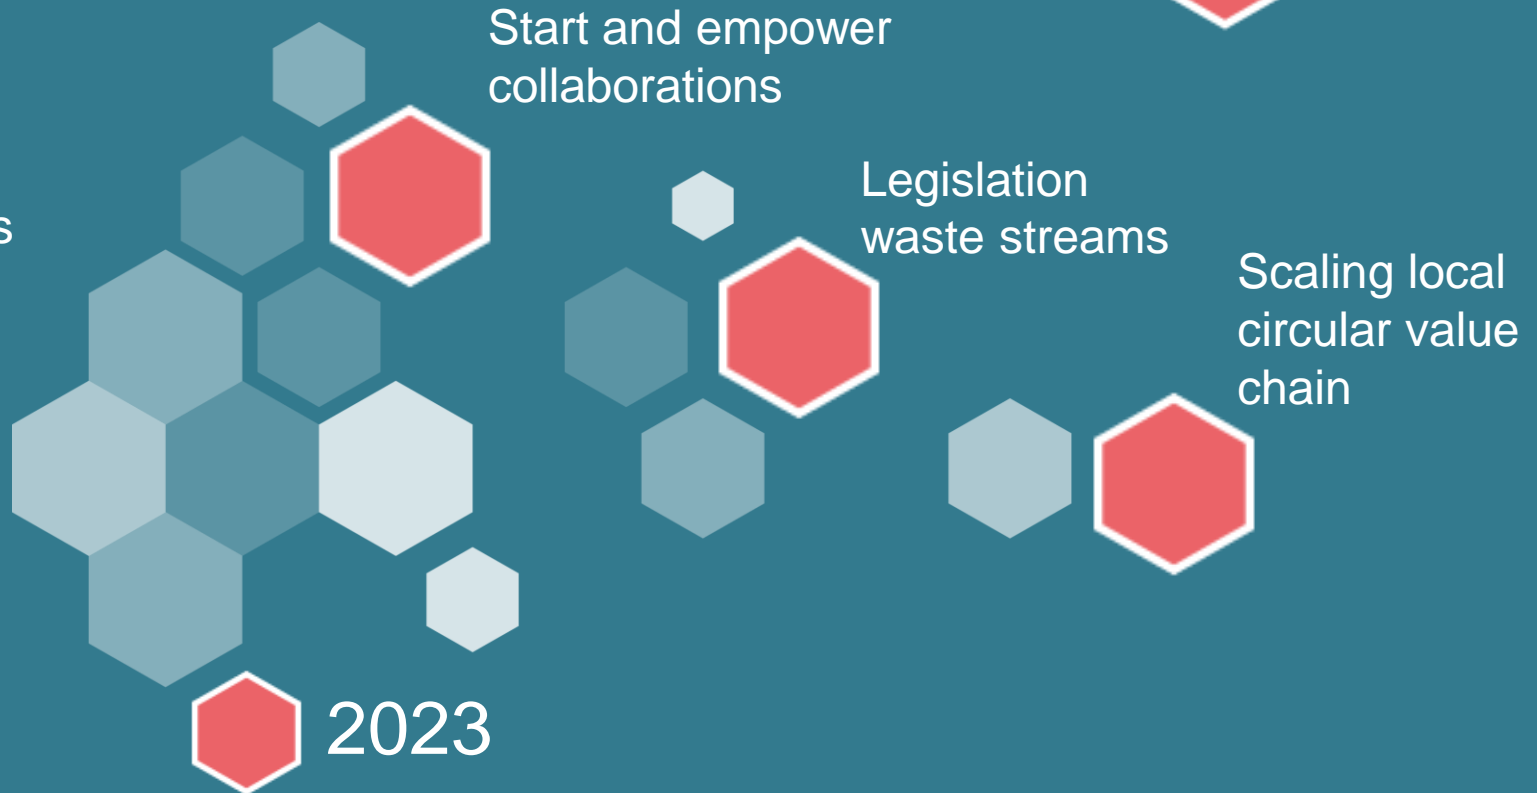 Start and empower
collaborations
s
Legislation
waste streams
Scaling local
circular value
chain
2023